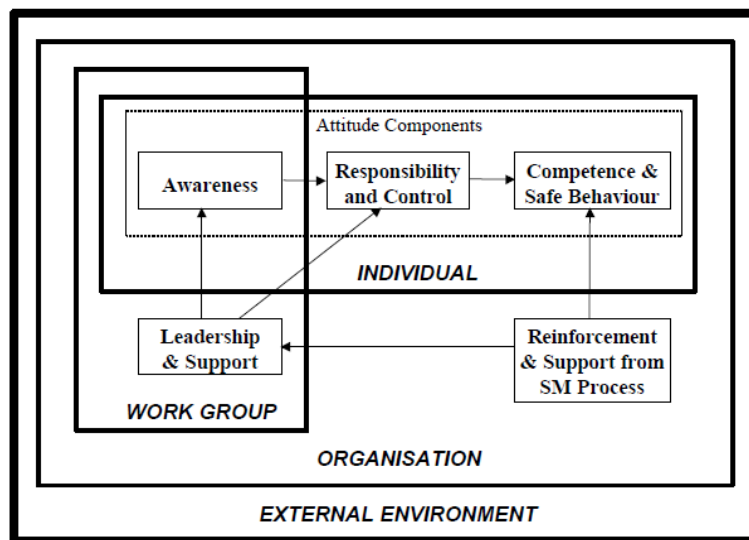 Attitude Components
Awareness
Responsibility
and Control
Competence &
Safe Behaviour
INDIVIDUAL
Leadership
& Support
Reinforcement
& Support from
SM Process
WORK GROUP
ORGANISATION
EXTERNAL ENVIRONMENT